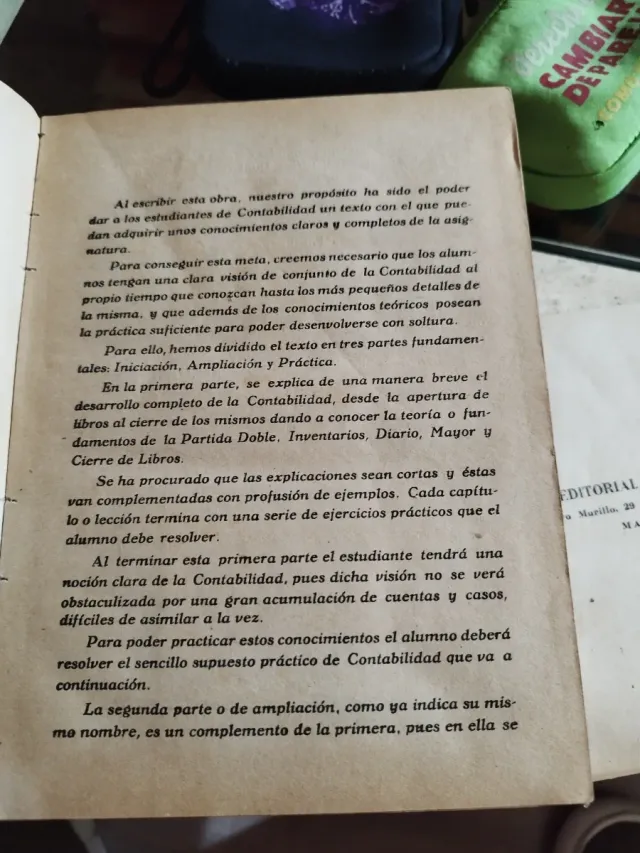 Al escribir esta obra, nuestro propósito ha sido el poder
dar a los estudiantes de Contabilidad un texto con el que pue-
dan adquirir unos conocimientos claros y completos de la asig-
natura.
Para conseguir esta meta, creemos necesario que los alum-
nos tengan una clara visión de conjunto de la Contabilidad al
propio tiempo que conozcan hasta los más pequeños detalles de
la misma, y que además de los conocimientos teóricos posean
la práctica suficiente para poder desenvolverse con soltura.
Para ello, hemos dividido el texto en tres partes fundamen-
tales: Iniciación, Ampliación y Práctica.
En la primera parte, se explica de una manera breve el
desarrollo completo de la Contabilidad, desde la apertura de
libros al cierre de los mismos dando a conocer la teoría o fun-
damentos de la Partida Doble, Inventarios, Diario, Mayor y
Cierre de Libros.
Se ha procurado que las explicaciones sean cortas y éstas
van complementadas con profusión de ejemplos. Cada capítu-
lo o lección termina con una serie de ejercicios prácticos que el
alumno debe resolver.
Al terminar esta primera parte el estudiante tendrá una
noción clara de la Contabilidad, pues dicha visión no se verá
obstaculizada por una gran acumulación de cuentas y casos,
difíciles de asimilar a la vez.
Para poder practicar estos conocimientos el alumno deberá
resolver el sencillo supuesto práctico de Contabilidad que va a
continuación.
La segunda parte o de ampliación, como ya indica su mis-
mo nombre, es un complemento de la primera, pues en ella se
CAMBIAR
DE PARE
EDITORIAL
o Murillo, 29
MA